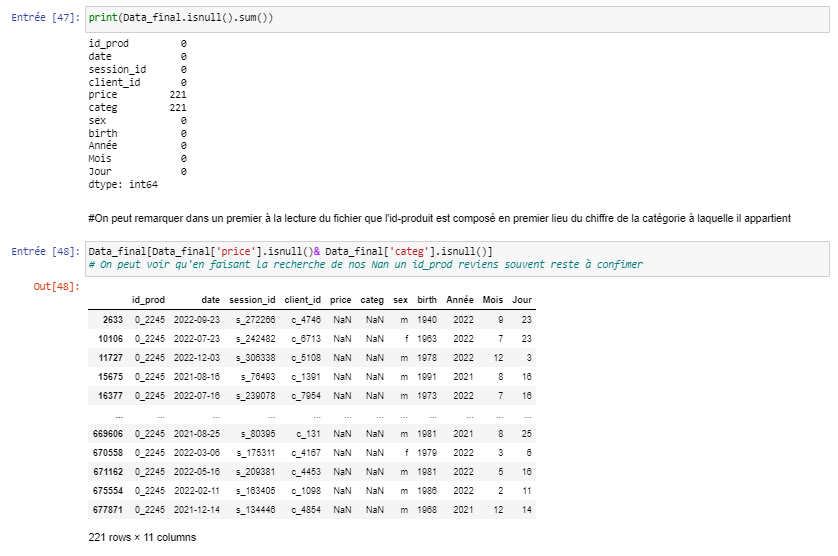 Entrée [47]: print(Data_final.isnull().sum())
id_prod 0
date 0
session_id 0
client_id 0
price 221
categ 221
sex 0
birth 0
Année 0
Mois 0
Jour 0
dtype: int64
#On peut remarquer dans un premier à la lecture du fichier que l'id-produit est composé en premier lieu du chiffre de la catégorie à laquelle il appartient
Entrée [48]: Data_final[Data_final['price'].isnull()& Data_final['categ'].isnull()]
# On peut voir qu'en faisant la recherche de nos Nan un id_prod reviens souvent reste à confimer
Out[48]:
id_prod date session_id client_id price categ sex birth Année Mois Jour
2633 0_2245 2022-09-23 s_272266 c_4746 NaN NaN m 1940 2022 9 23
10106 0_2245 2022-07-23 s_242482 c_6713 NaN NaN f 1963 2022 7 23
11727 0_2245 2022-12-03 s_306338 c_5108 NaN NaN m 1978 2022 12 3
15675 0_2245 2021-08-16 s_76493 c_1391 NaN NaN m 1991 2021 8 16
16377 0_2245 2022-07-16 s_239078 c_7954 NaN NaN m 1973 2022 7 16
... ... ... ... ... ... ... ... ... ... ... ...
669606 0_2245 2021-08-25 s_80395 c_131 NaN NaN m 1981 2021 8 25
670558 0_2245 2022-03-06 s_175311 c_4167 NaN NaN f 1979 2022 3 6
671162 0_2245 2022-05-16 s_209381 c_4453 NaN NaN m 1981 2022 5 16
675554 0_2245 2022-02-11 s_163405 c_1098 NaN NaN m 1986 2022 2 11
677871 0_2245 2021-12-14 s_134446 c_4854 NaN NaN m 1968 2021 12 14
221 rows × 11 columns